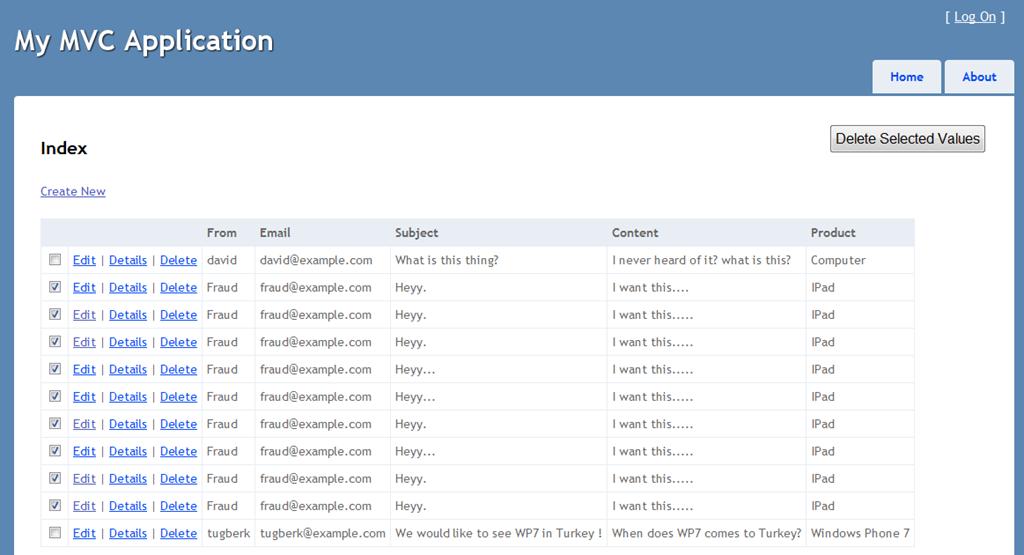 [ Log On ]
My MVC Application
Home About
Index
Delete Selected Values
Create New
From Email Subject Content Product
Edit | Details | Delete david david@example.com What is this thing? I never heard of it? what is this? Computer
Edit | Details | Delete Fraud fraud@example.com Heyy. I want this.... IPad
Edit | Details | Delete Fraud fraud@example.com Heyy. I want this..... IPad
Edit | Details | Delete Fraud fraud@example.com Heyy. I want this..... IPad
Edit | Details | Delete Fraud fraud@example.com Heyy... I want this..... IPad
Edit | Details | Delete Fraud fraud@example.com Heyy... I want this..... IPad
Edit | Details | Delete Fraud fraud@example.com Heyy. I want this..... IPad
Edit | Details | Delete Fraud fraud@example.com Heyy... I want this..... IPad
Edit | Details | Delete Fraud fraud@example.com Heyy. I want this..... IPad
Edit | Details | Delete Fraud fraud@example.com Heyy. I want this..... IPad
Edit | Details | Delete tugberk tugberk@example.com We would like to see WP7 in Turkey ! When does WP7 comes to Turkey? Windows Phone 7